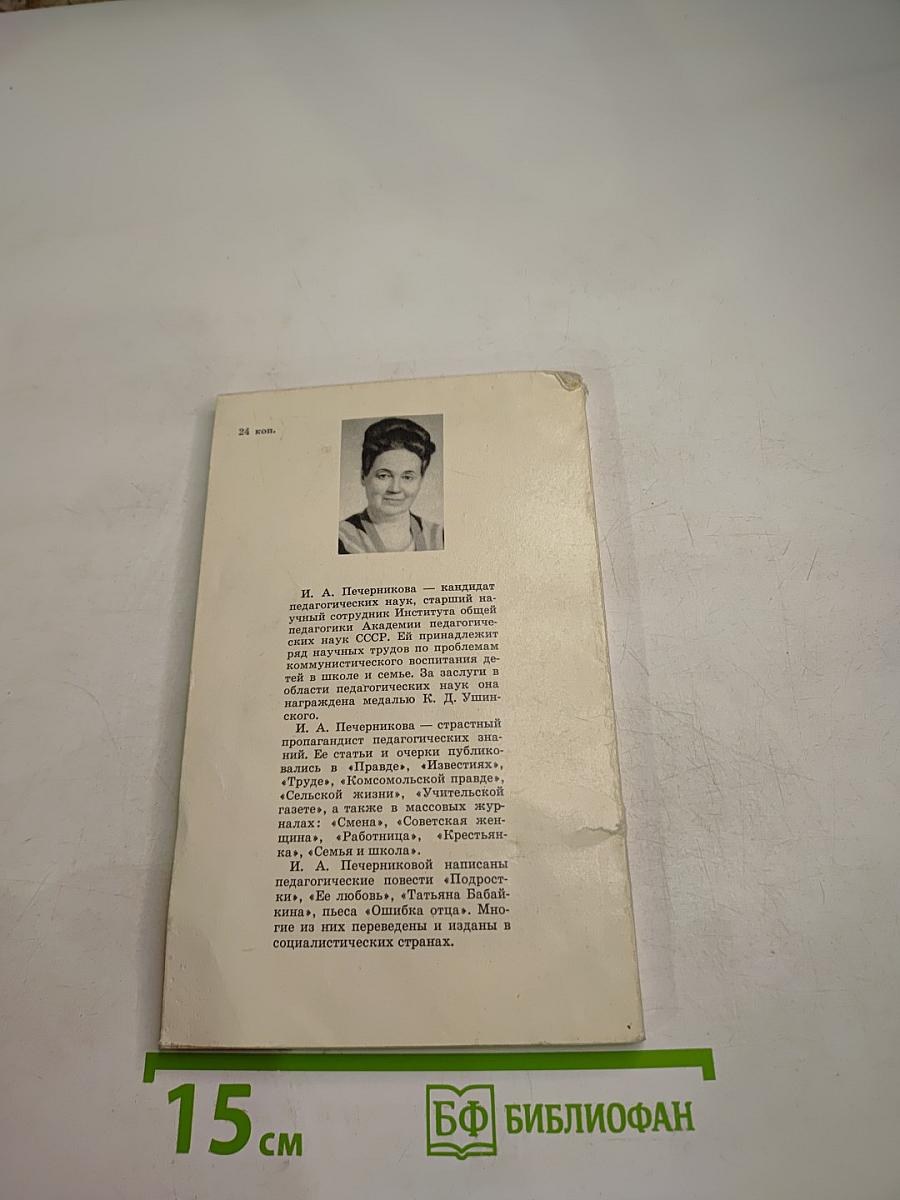 24 коп.
И. А. Печерникова — кандидат
педагогических наук, старший на-
учный сотрудник Института общей
педагогики Академии педагогиче-
ских наук СССР. Ей принадлежит
ряд научных трудов по проблемам
коммунистического воспитания де-
тей в школе и семье. За заслуги в
области педагогических наук она
награждена медалью К. Д. Ушин-
ского.
И. А. Печерникова — страстный
пропагандист педагогических зна-
ний. Ее статьи и очерки публико-
вались в «Правде», «Известиях»,
«Труде», «Комсомольской правде»,
«Сельской жизни», «Учительской
газете», а также в массовых жур-
налах: «Смена», «Советская жен-
щина», «Работница», «Крестьян-
ка», «Семья и школа».
И. А. Печерниковой написаны
педагогические повести «Подрост-
ки», «Ее любовь», «Татьяна Бабай-
кина», пьеса «Ошибка отца». Мно-
гие из них переведены и изданы в
социалистических странах.
15 см
БФ БИБЛИОФАН